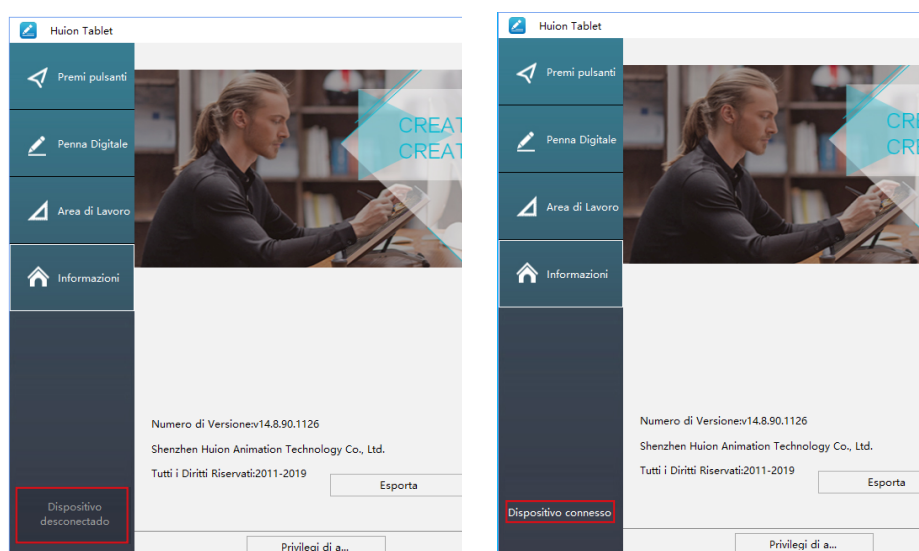 Huion Tablet
Premi pulsanti
Penna Digitale
Area di Lavoro
Informazioni
CREAT
CREAT
Numero di Versione:v14.8.90.1126
Shenzhen Huion Animation Technology Co., Ltd.
Tutti i Diritti Riservati:2011-2019
Esporta
Dispositivo
desconectado
Privilegi di a...
Huion Tablet
Premi pulsanti
Penna Digitale
Area di Lavoro
Informazioni
CRE
CRE
Numero di Versione:v14.8.90.1126
Shenzhen Huion Animation Technology Co., Ltd.
Tutti i Diritti Riservati:2011-2019
Esporta
Dispositivo connesso
Privilegi di a...